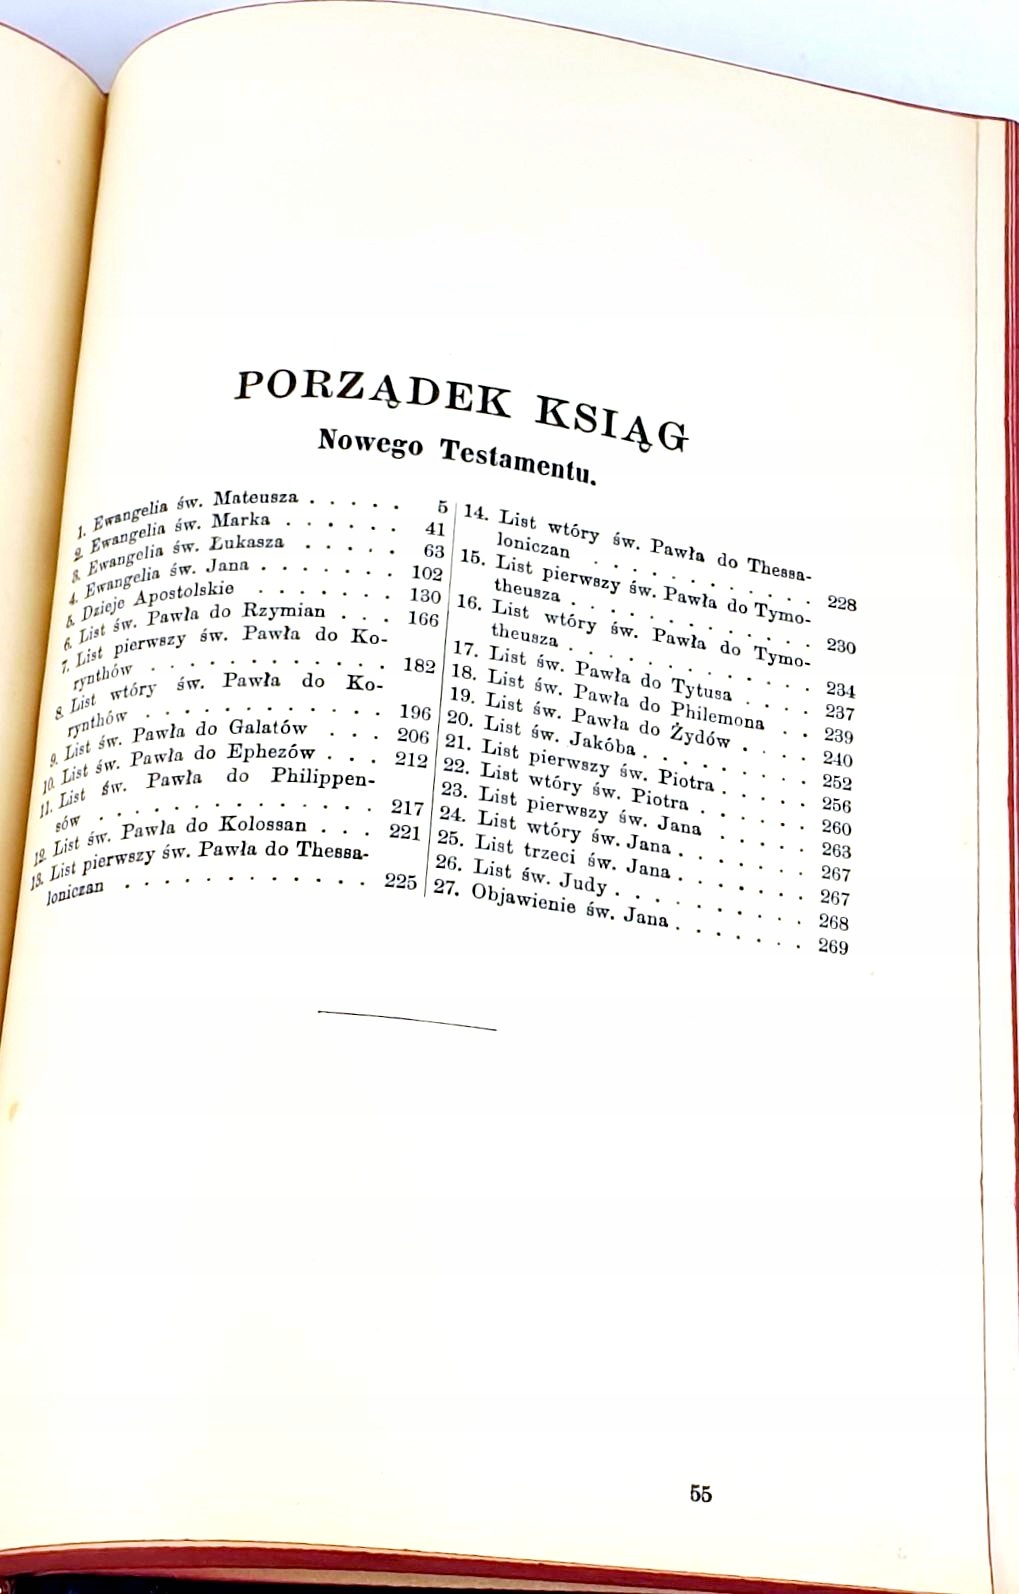 PORZĄDEK KSIĄG
Nowego Testamentu.
1. Ewangelia św. Mateusza . . . . . 5
2. Ewangelia św. Marka . . . . . . 41
3. Ewangelia św. Łukasza . . . . . 63
4. Ewangelia św. Jana . . . . . . . 102
5. Dzieje Apostolskie . . . . . . . 130
6. List św. Pawła do Rzymian . . . 166
7. List pierwszy św. Pawła do Ko-
rynthów . . . . . . . . . . . 182
8. List wtóry św. Pawła do Ko-
rynthów . . . . . . . . . . . 196
9. List św. Pawła do Galatów . . . 206
10. List św. Pawła do Ephezów . . . 212
11. List św. Pawła do Philippen-
sów . . . . . . . . . . . . 217
12. List św. Pawła do Kolossan . . . 221
13. List pierwszy św. Pawła do Thessa-
loniczan . . . . . . . . . . . 225
14. List wtóry św. Pawła do Thessa-
loniczan . . . . . . . . . . . 228
15. List pierwszy św. Pawła do Tymo-
theusza . . . . . . . . . . . 230
16. List wtóry św. Pawła do Tymo-
theusza . . . . . . . . . . . 234
17. List św. Pawła do Tytusa . . . . 237
18. List św. Pawła do Philemona . . 239
19. List św. Pawła do Żydów . . . . 240
20. List św. Jakóba . . . . . . . . . 252
21. List pierwszy św. Piotra . . . . . 256
22. List wtóry św. Piotra . . . . . . 260
23. List pierwszy św. Jana . . . . . 263
24. List wtóry św. Jana . . . . . . . 267
25. List trzeci św. Jana . . . . . . . 267
26. List św. Judy . . . . . . . . . . 268
27. Objawienie św. Jana . . . . . . . 269
55